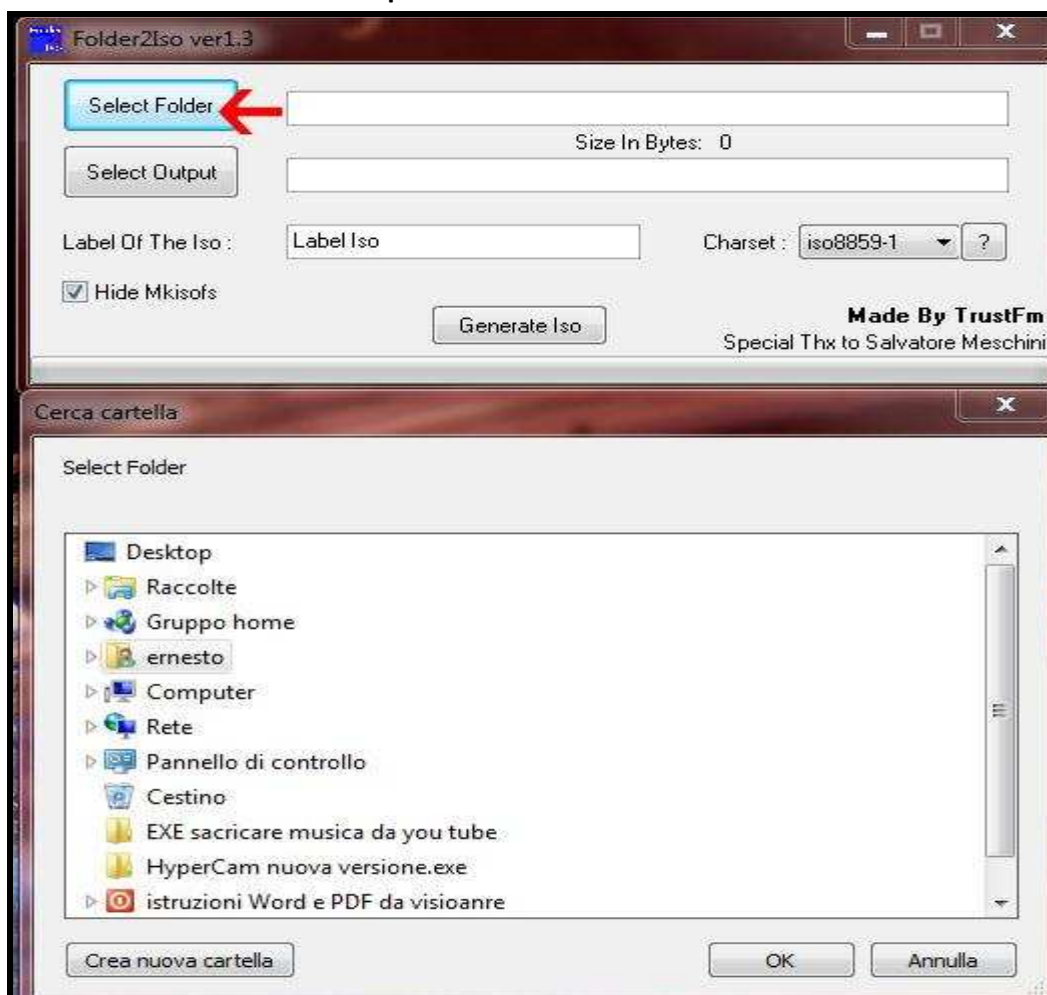 Folder2Iso ver1.3
Select Folder
Size In Bytes: 0
Select Output
Label Of The Iso :
Label Iso
Charset :
iso8859-1
?
Hide Mkisofs
Generate Iso
Made By TrustFm
Special Thx to Salvatore Meschini
Cerca cartella
Select Folder
Desktop
Raccolte
Gruppo home
ernesto
Computer
Rete
Pannello di controllo
Cestino
EXE sacricare musica da you tube
HyperCam nuova versione.exe
istruzioni Word e PDF da visioanre
Crea nuova cartella
OK
Annulla